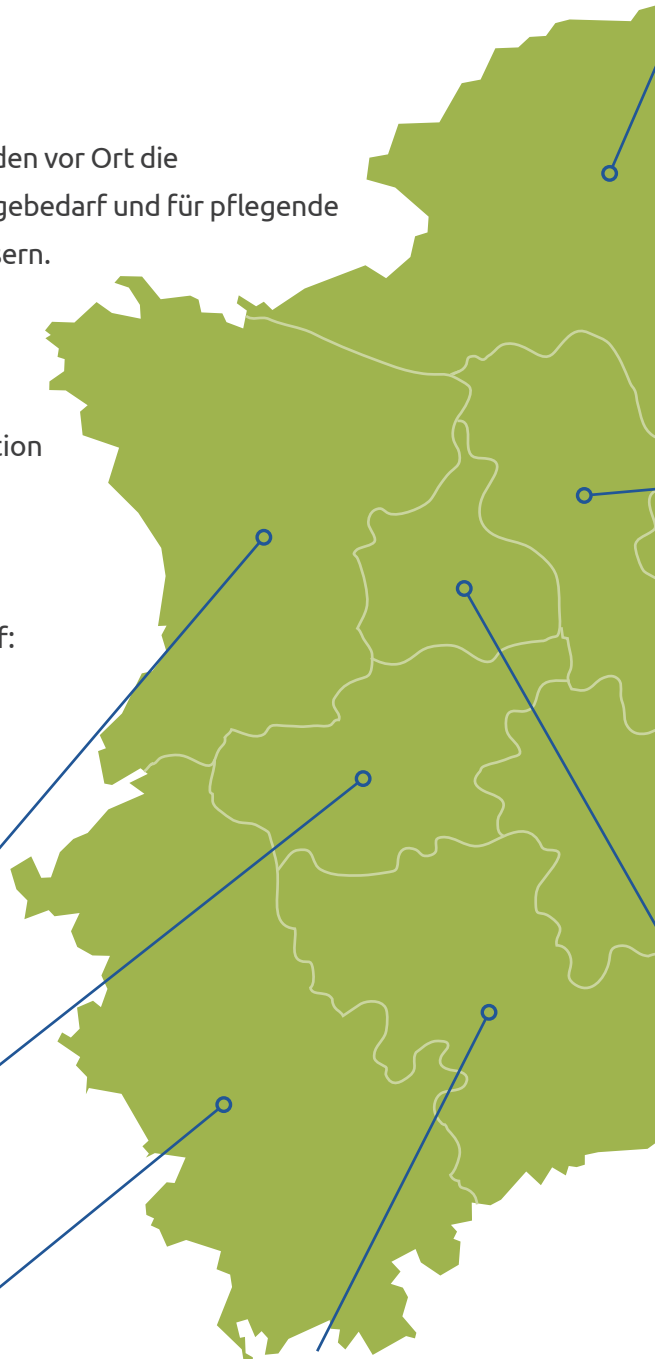 den vor Ort die
gebedarf und für pflegende
sern.
tion
f: